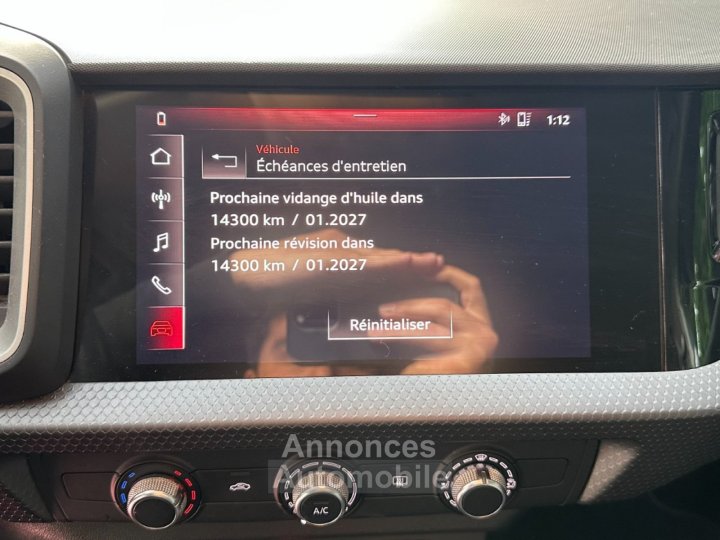 1:12
Véhicule
Échéances d'entretien
Prochaine vidange d'huile dans
14300 km / 01.2027
Prochaine révision dans
14300 km / 01.2027
Réinitialiser
Annonces
Automobile
A/C